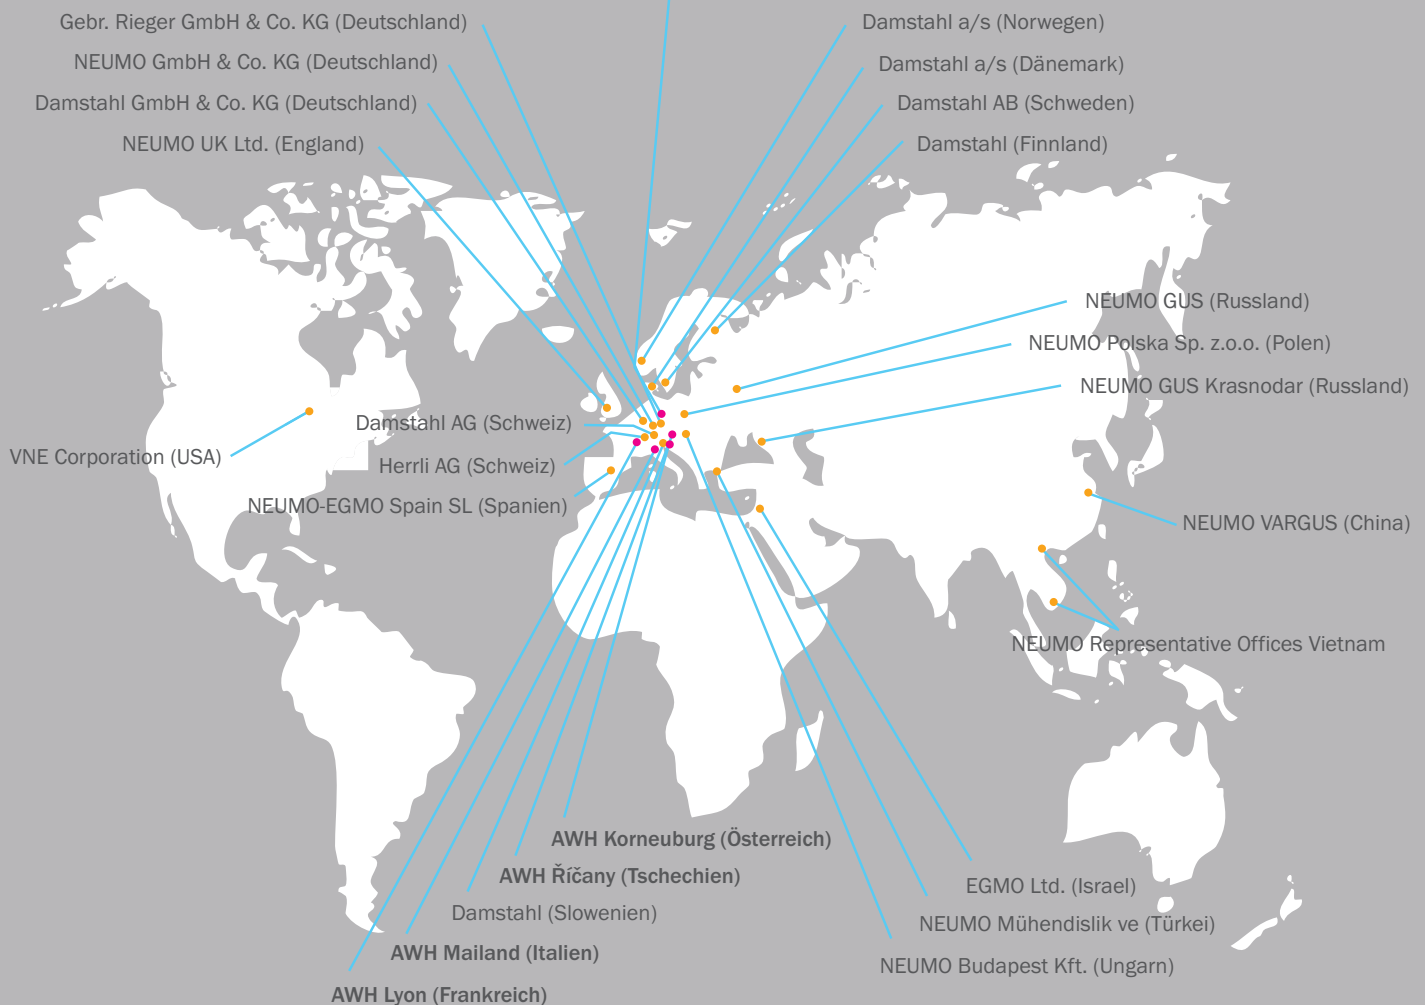 Gebr. Rieger GmbH & Co. KG (Deutschland)
NEUMO GmbH & Co. KG (Deutschland)
Damstahl GmbH & Co. KG (Deutschland)
NEUMO UK Ltd. (England)
Damstahl a/s (Norwegen)
Damstahl a/s (Dänemark)
Damstahl AB (Schweden)
Damstahl (Finnland)
NEUMO GUS (Russland)
NEUMO Polska Sp. z.o.o. (Polen)
NEUMO GUS Krasnodar (Russland)
Damstahl AG (Schweiz)
VNE Corporation (USA)
Herrli AG (Schweiz)
NEUMO-EGMO Spain SL (Spanien)
NEUMO VARGUS (China)
NEUMO Representative Offices Vietnam
AWH Korneuburg (Österreich)
AWH Říčany (Tschechien)
Damstahl (Slowenien)
AWH Mailand (Italien)
AWH Lyon (Frankreich)
EGMO Ltd. (Israel)
NEUMO Mühendislik ve (Türkei)
NEUMO Budapest Kft. (Ungarn)